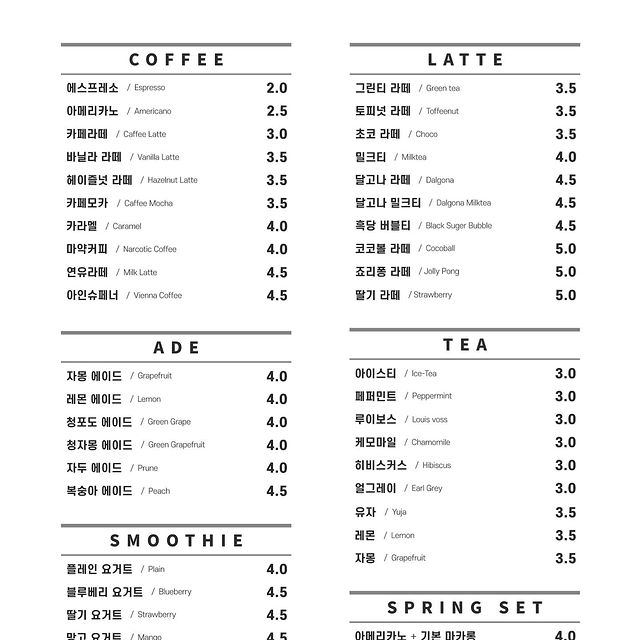 COFFEE
에스프레소 / Espresso 2.0
아메리카노 / Americano 2.5
카페라떼 / Caffee Latte 3.0
바닐라 라떼 / Vanilla Latte 3.5
헤이즐넛 라떼 / Hazelnut Latte 3.5
카페모카 / Caffee Mocha 3.5
카라멜 / Caramel 4.0
마약커피 / Narcotic Coffee 4.0
연유라떼 / Milk Latte 4.5
아인슈페너 / Vienna Coffee 4.5
ADE
자몽 에이드 / Grapefruit 4.0
레몬 에이드 / Lemon 4.0
청포도 에이드 / Green Grape 4.0
청자몽 에이드 / Green Grapefruit 4.0
자두 에이드 / Prune 4.0
복숭아 에이드 / Peach 4.5
SMOOTHIE
플레인 요거트 / Plain 4.0
블루베리 요거트 / Blueberry 4.5
딸기 요거트 / Strawberry 4.5
망고 요거트 / Mango 4.5
LATTE
그린티 라떼 / Green tea 3.5
토피넛 라떼 / Toffeenut 3.5
초코 라떼 / Choco 3.5
밀크티 / Milktea 4.0
달고나 라떼 / Dalgona 4.5
달고나 밀크티 / Dalgona Milktea 4.5
흑당 버블티 / Black Suger Bubble 4.5
코코볼 라떼 / Cocoball 5.0
죠리퐁 라떼 / Jolly Pong 5.0
딸기 라떼 / Strawberry 5.0
TEA
아이스티 / Ice-Tea 3.0
페퍼민트 / Peppermint 3.0
루이보스 / Louis voss 3.0
케모마일 / Chamomile 3.0
히비스커스 / Hibiscus 3.0
얼그레이 / Earl Grey 3.0
유자 / Yuja 3.5
레몬 / Lemon 3.5
자몽 / Grapefruit 3.5
SPRING SET
아메리카노 + 기본 마카롱 4.0